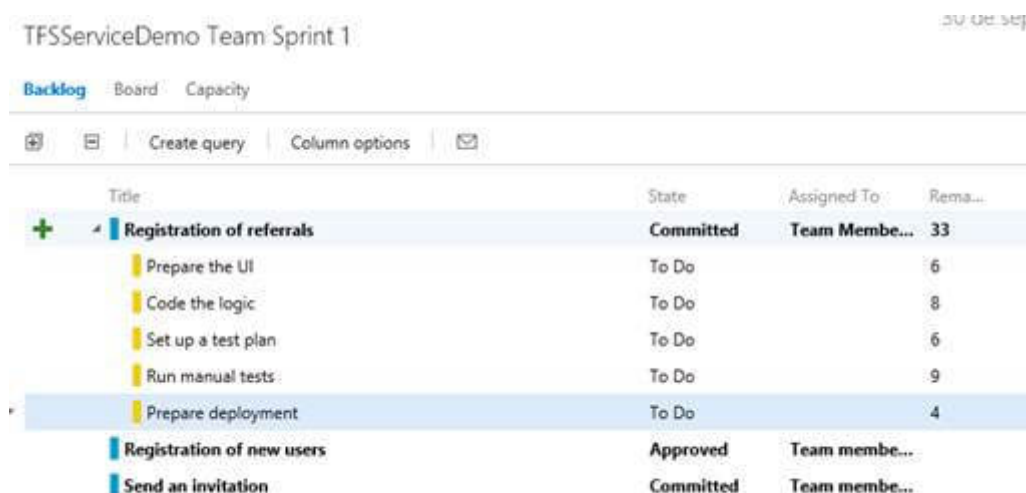 30 de sep
TFSServiceDemo Team Sprint 1
Backlog Board Capacity
Create query Column options
Title State Assigned To Rema...
Registration of referrals Committed Team Membe... 33
Prepare the UI To Do 6
Code the logic To Do 8
Set up a test plan To Do 6
Run manual tests To Do 9
Prepare deployment To Do 4
Registration of new users Approved Team membe...
Send an invitation Committed Team membe...